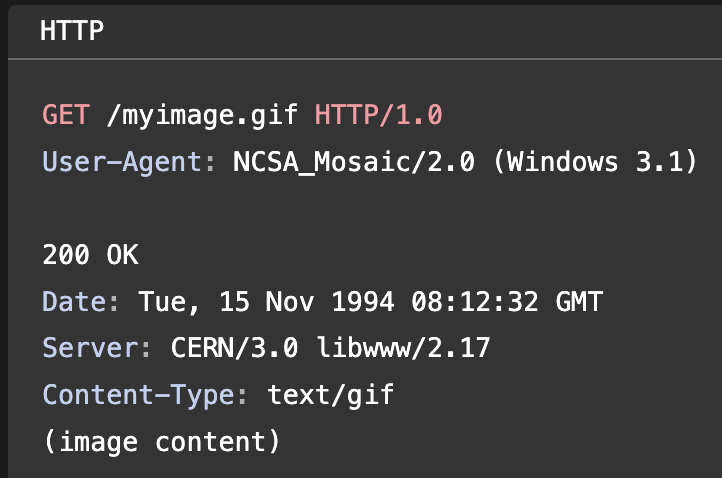 HTTP
GET /myimage.gif HTTP/1.0
User-Agent: NCSA_Mosaic/2.0 (Windows 3.1)
200 OK
Date: Tue, 15 Nov 1994 08:12:32 GMT
Server: CERN/3.0 libwww/2.17
Content-Type: text/gif
(image content)